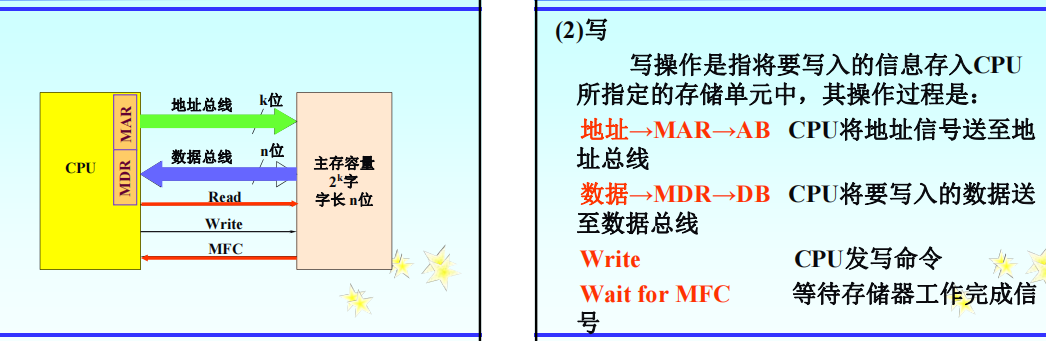 地址总线
k位
MAR
数据总线
n位
CPU
MDR
主存容量
2ᵏ字
字长 n位
Read
Write
MFC
(2)写
写操作是指将要写入的信息存入CPU
所指定的存储单元中，其操作过程是：
地址→MAR→AB CPU将地址信号送至地
址总线
数据→MDR→DB CPU将要写入的数据送
至数据总线
Write CPU发写命令
Wait for MFC 等待存储器工作完成信
号